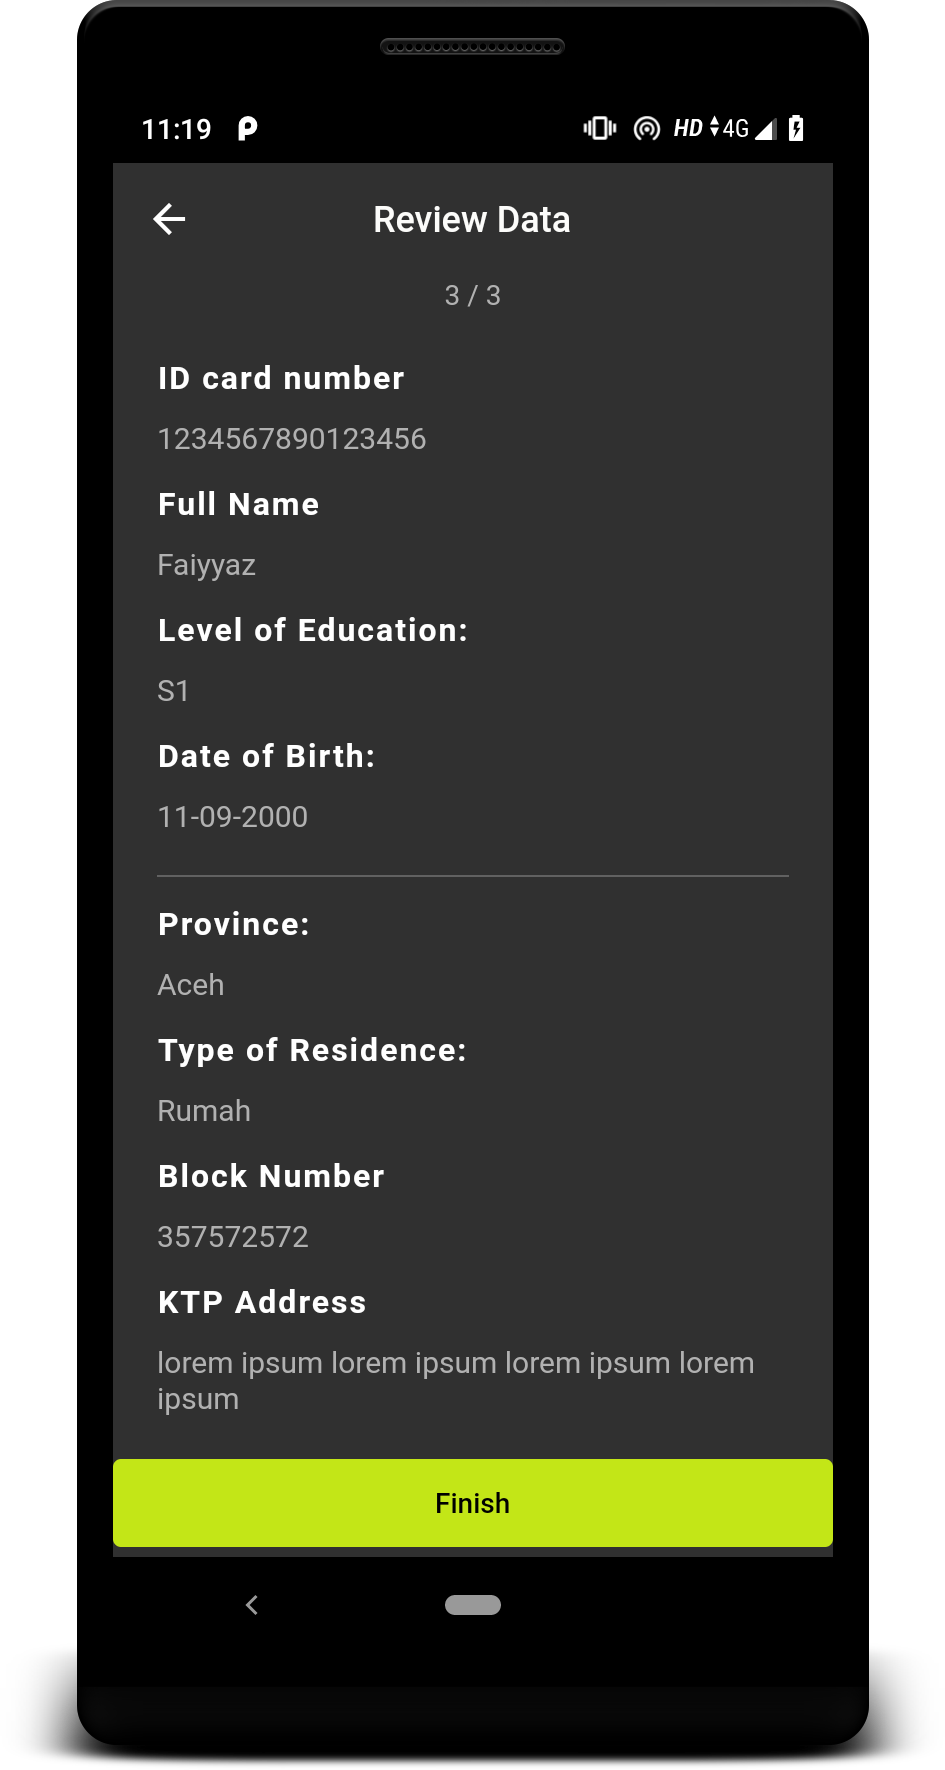 11:19
HD 4G
Review Data
3 / 3
ID card number
1234567890123456
Full Name
Faiyyaz
Level of Education:
S1
Date of Birth:
11-09-2000
Province:
Aceh
Type of Residence:
Rumah
Block Number
357572572
KTP Address
lorem ipsum lorem ipsum lorem ipsum lorem
ipsum
Finish